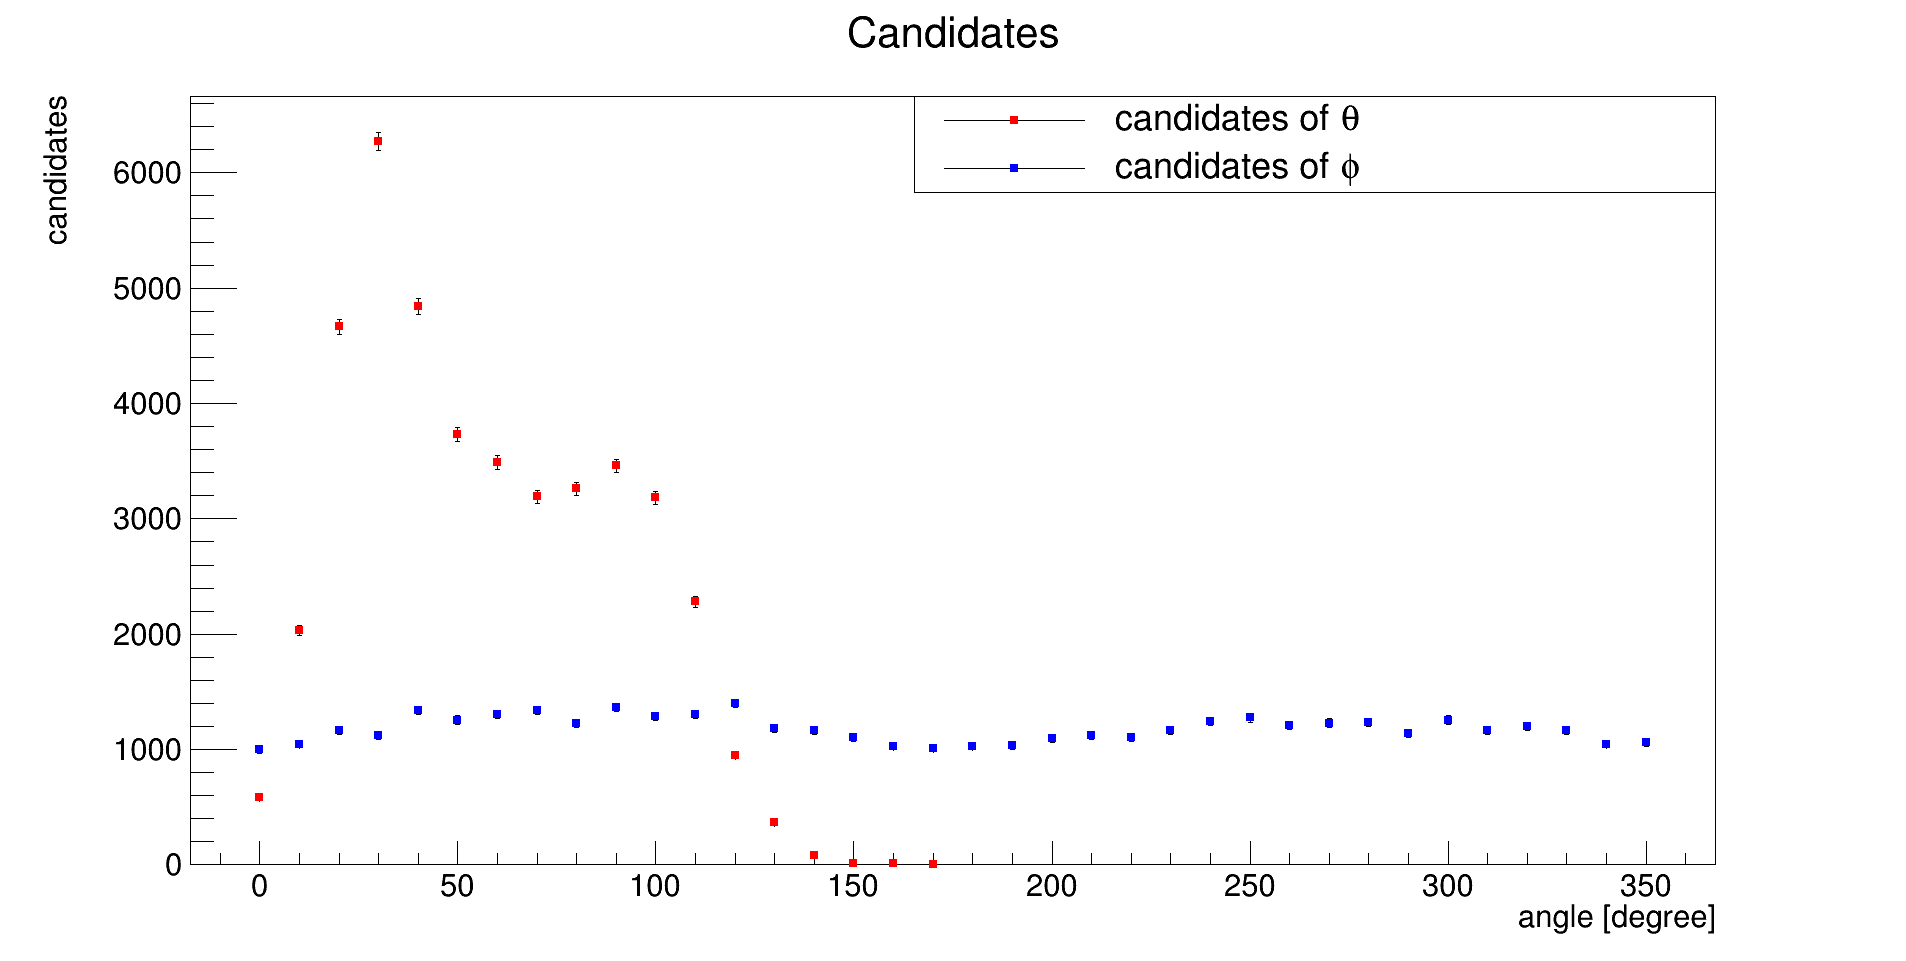 Candidates
candidates
candidates of θ
candidates of ϕ
6000
5000
4000
3000
2000
1000
0
0 50 100 150 200 250 300 350
angle [degree]